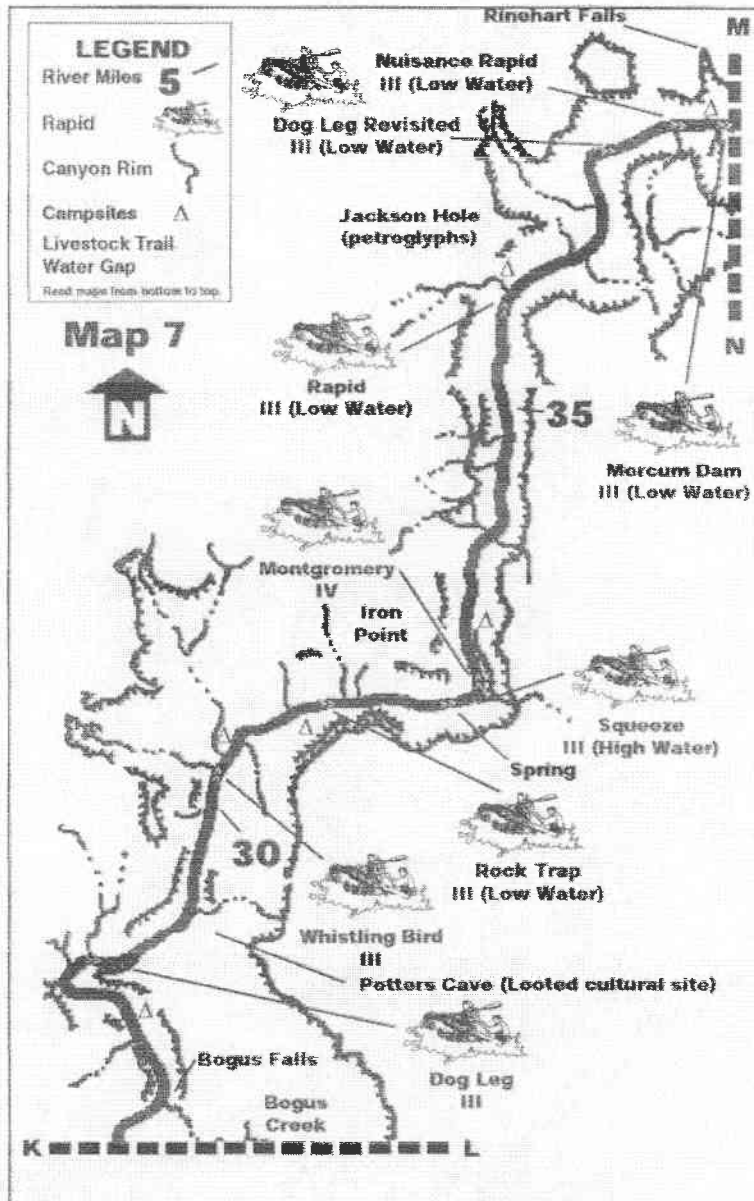 LEGEND
River Miles 5
Rapid
Canyon Rim
Campsites Δ
Livestock Trail
Water Gap
Read maps from bottom to top.
Map 7
N
Rinehart Falls
M
Nuisance Rapid
III (Low Water)
Dog Leg Revisited
III (Low Water)
Jackson Hole
(petroglyphs)
N
Rapid
III (Low Water)
35
Morcum Dam
III (Low Water)
Montgromery
IV
Iron
Point
Squeeze
III (High Water)
Spring
Rock Trap
III (Low Water)
30
Whistling Bird
III
Potters Cave (Looted cultural site)
Dog Leg
III
Bogus Falls
Bogus
Creek
K
L